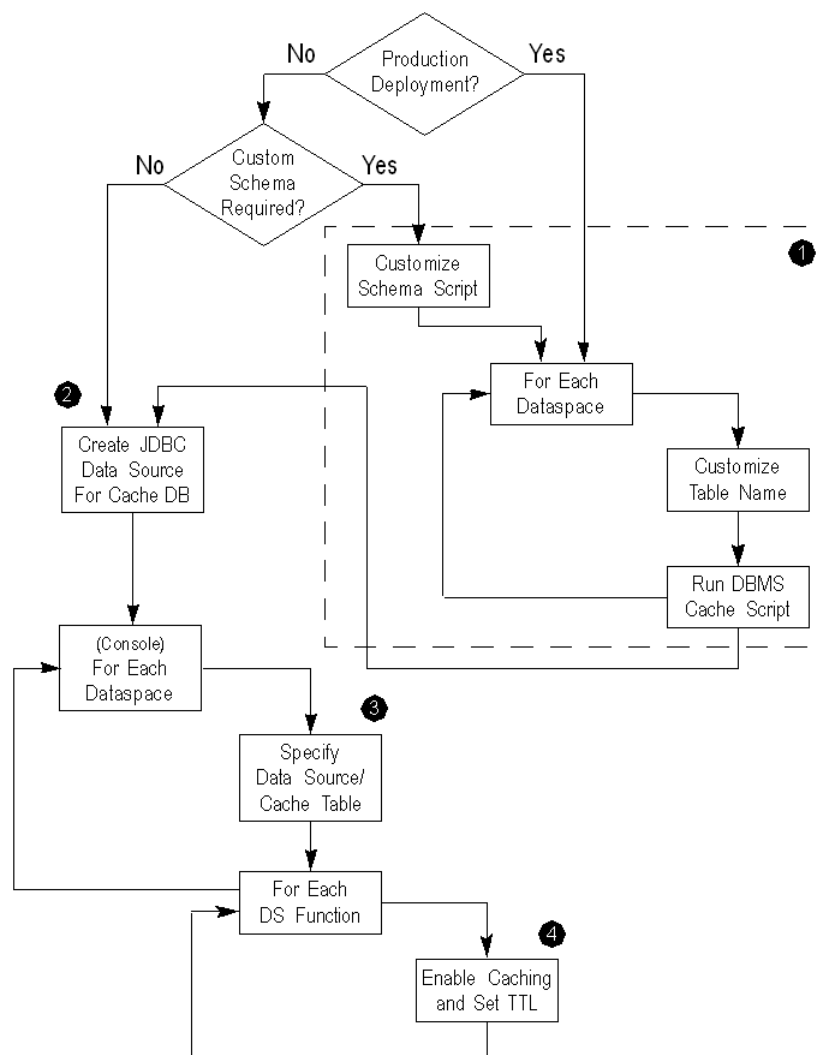 No
Production
Deployment?
Yes
No
Custom
Schema
Required?
Yes
1
Customize
Schema Script
For Each
Dataspace
2
Create JDBC
Data Source
For Cache DB
Customize
Table Name
Run DBMS
Cache Script
(Console)
For Each
Dataspace
3
Specify
Data Source/
Cache Table
For Each
DS Function
4
Enable Caching
and Set TTL